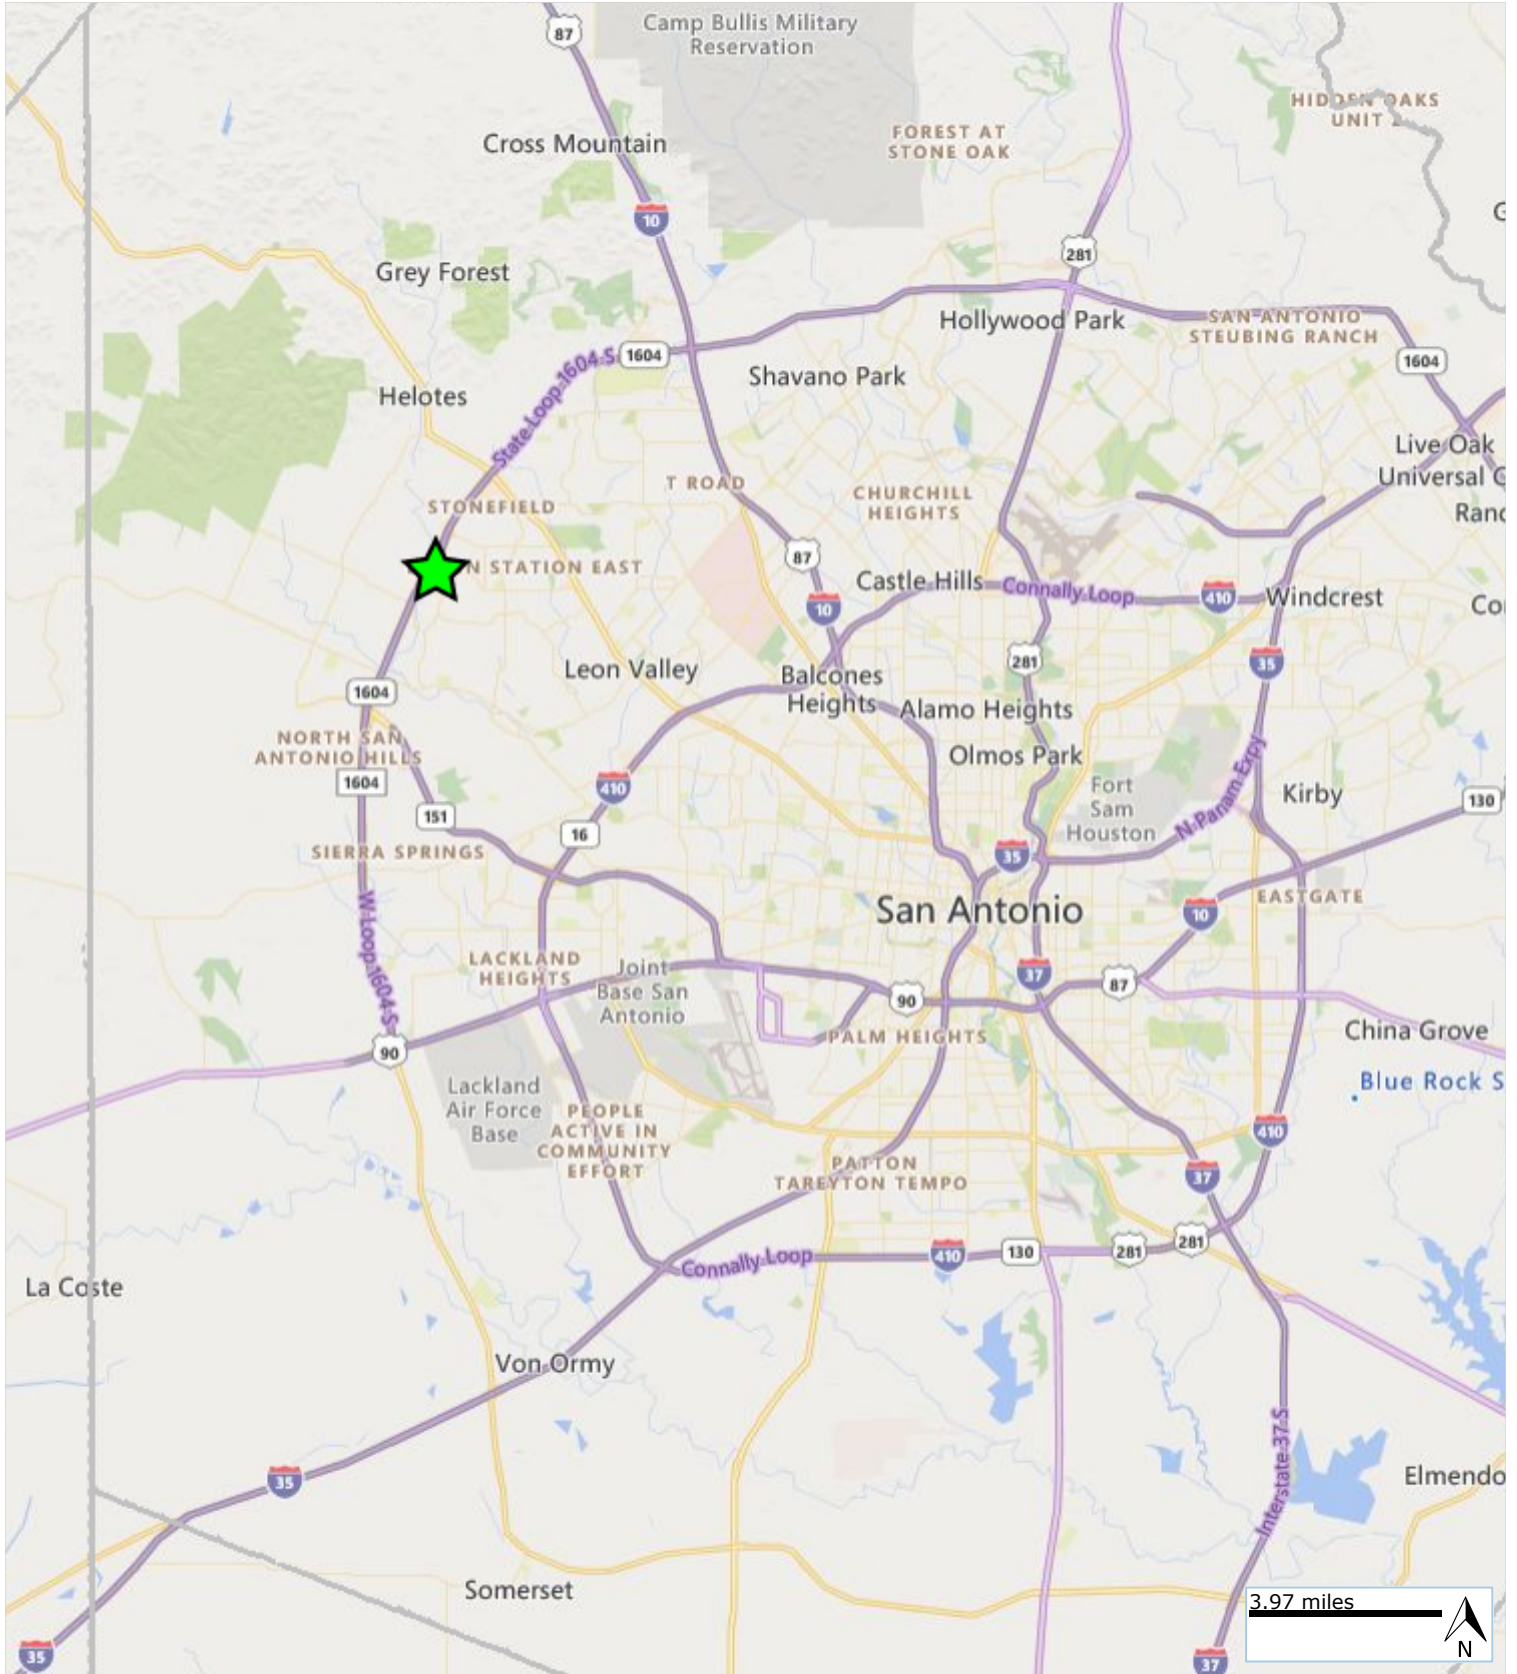 87
Camp Bullis Military
Reservation
HIDDEN OAKS
UNIT 2
FOREST AT
STONE OAK
Cross Mountain
10
G
281
Grey Forest
Hollywood Park
SAN ANTONIO
STEUBING RANCH
1604
State Loop 1604 S
1604
Shavano Park
Helotes
Live Oak
Universal C
T ROAD
CHURCHILL
HEIGHTS
STONEFIELD
Ranc
87
N STATION EAST
Castle Hills
Connally Loop
410
Windcrest
Co
10
281
35
Leon Valley
Balcones
Heights
1604
Alamo Heights
NORTH SAN
ANTONIO HILLS
Olmos Park
1604
410
Fort
Sam
Houston
N Panam Expy
Kirby
130
151
16
SIERRA SPRINGS
35
San Antonio
EASTGATE
10
W Loop 1604 S
LACKLAND
HEIGHTS
Joint
Base San
Antonio
37
87
90
PALM HEIGHTS
China Grove
90
Lackland
Air Force
Base
Blue Rock S
PEOPLE
ACTIVE IN
COMMUNITY
EFFORT
410
PATTON
TAREYTON TEMPO
37
Connally Loop
410
130
281
281
La Coste
Von Ormy
35
Interstate 37 S
Elmendo
Somerset
3.97 miles
N
35
37